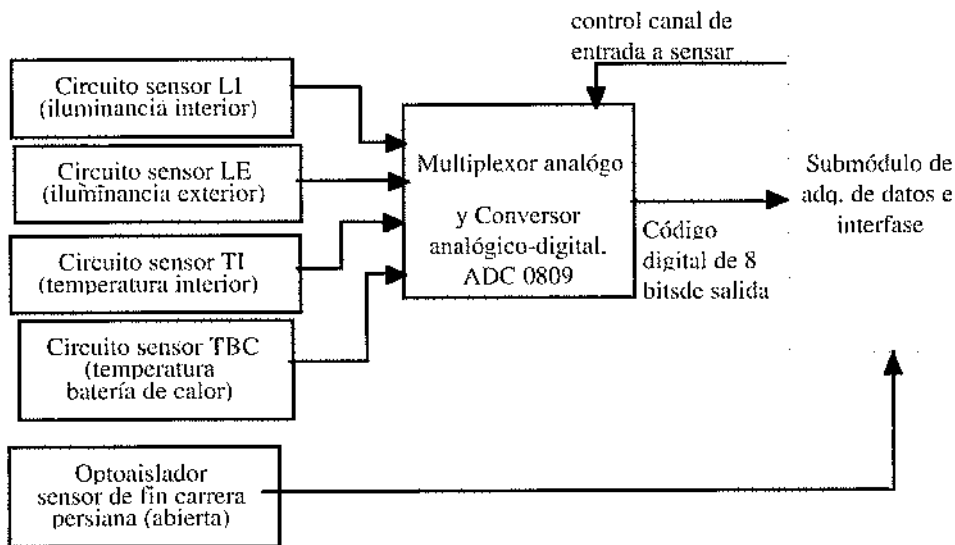 control canal de
entrada a sensar
Circuito sensor L1
(iluminancia interior)
Circuito sensor LE
(iluminancia exterior)
Circuito sensor TI
(temperatura interior)
Circuito sensor TBC
(temperatura
batería de calor)
Optoaislador
sensor de fin carrera
persiana (abierta)
Multiplexor analógo
y Conversor
analógico-digital.
ADC 0809
Código
digital de 8
bitsde salida
Submódulo de
adq. de datos e
interfase